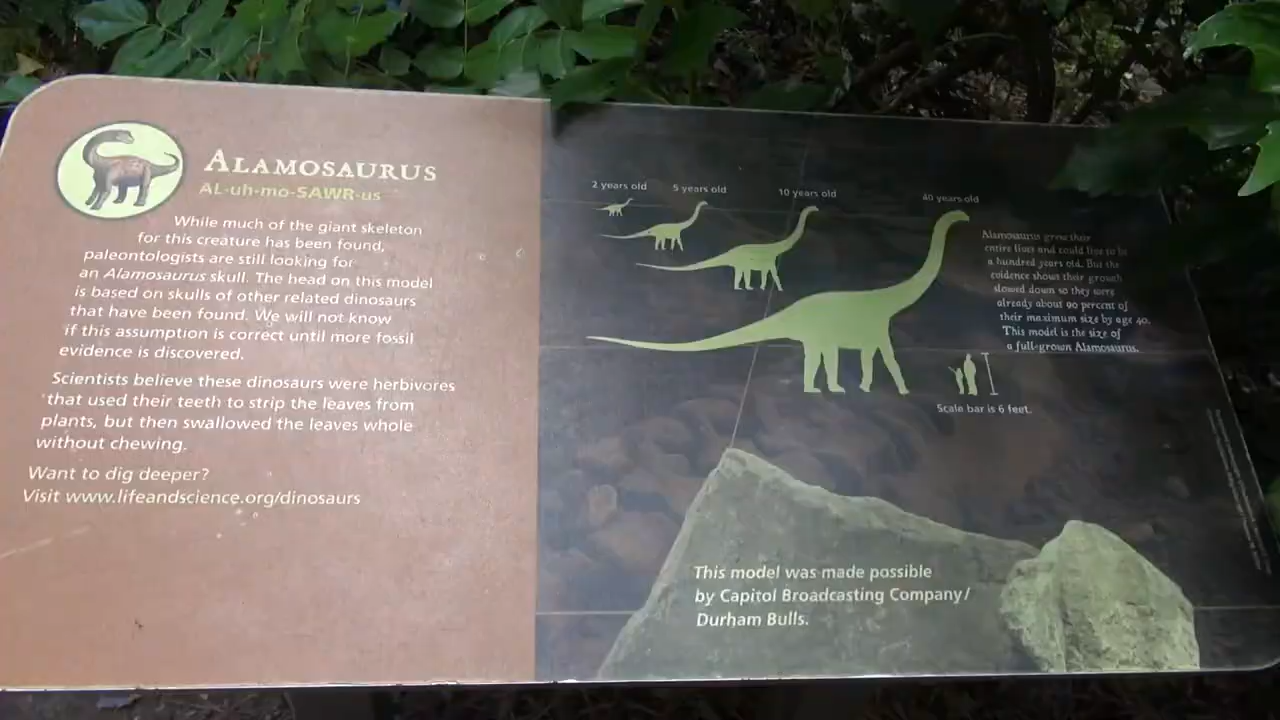 ALAMOSAURUS
AL-uh-mo-SAWR-us
While much of the giant skeleton
for this creature has been found,
paleontologists are still looking for
an Alamosaurus skull. The head on this model
is based on skulls of other related dinosaurs
that have been found. We will not know
if this assumption is correct until more fossil
evidence is discovered.
Scientists believe these dinosaurs were herbivores
that used their teeth to strip the leaves from
plants, but then swallowed the leaves whole
without chewing.
Want to dig deeper?
Visit www.lifeandscience.org/dinosaurs
2 years old
5 years old
10 years old
40 years old
Alamosaurus grew their
entire lives and could live to be
a hundred years old. But the
evidence shows their growth
slowed down so they were
already about 90 percent of
their maximum size by age 40.
This model is the size of
a full-grown Alamosaurus.
Scale bar is 6 feet.
This model was made possible
by Capitol Broadcasting Company/
Durham Bulls.